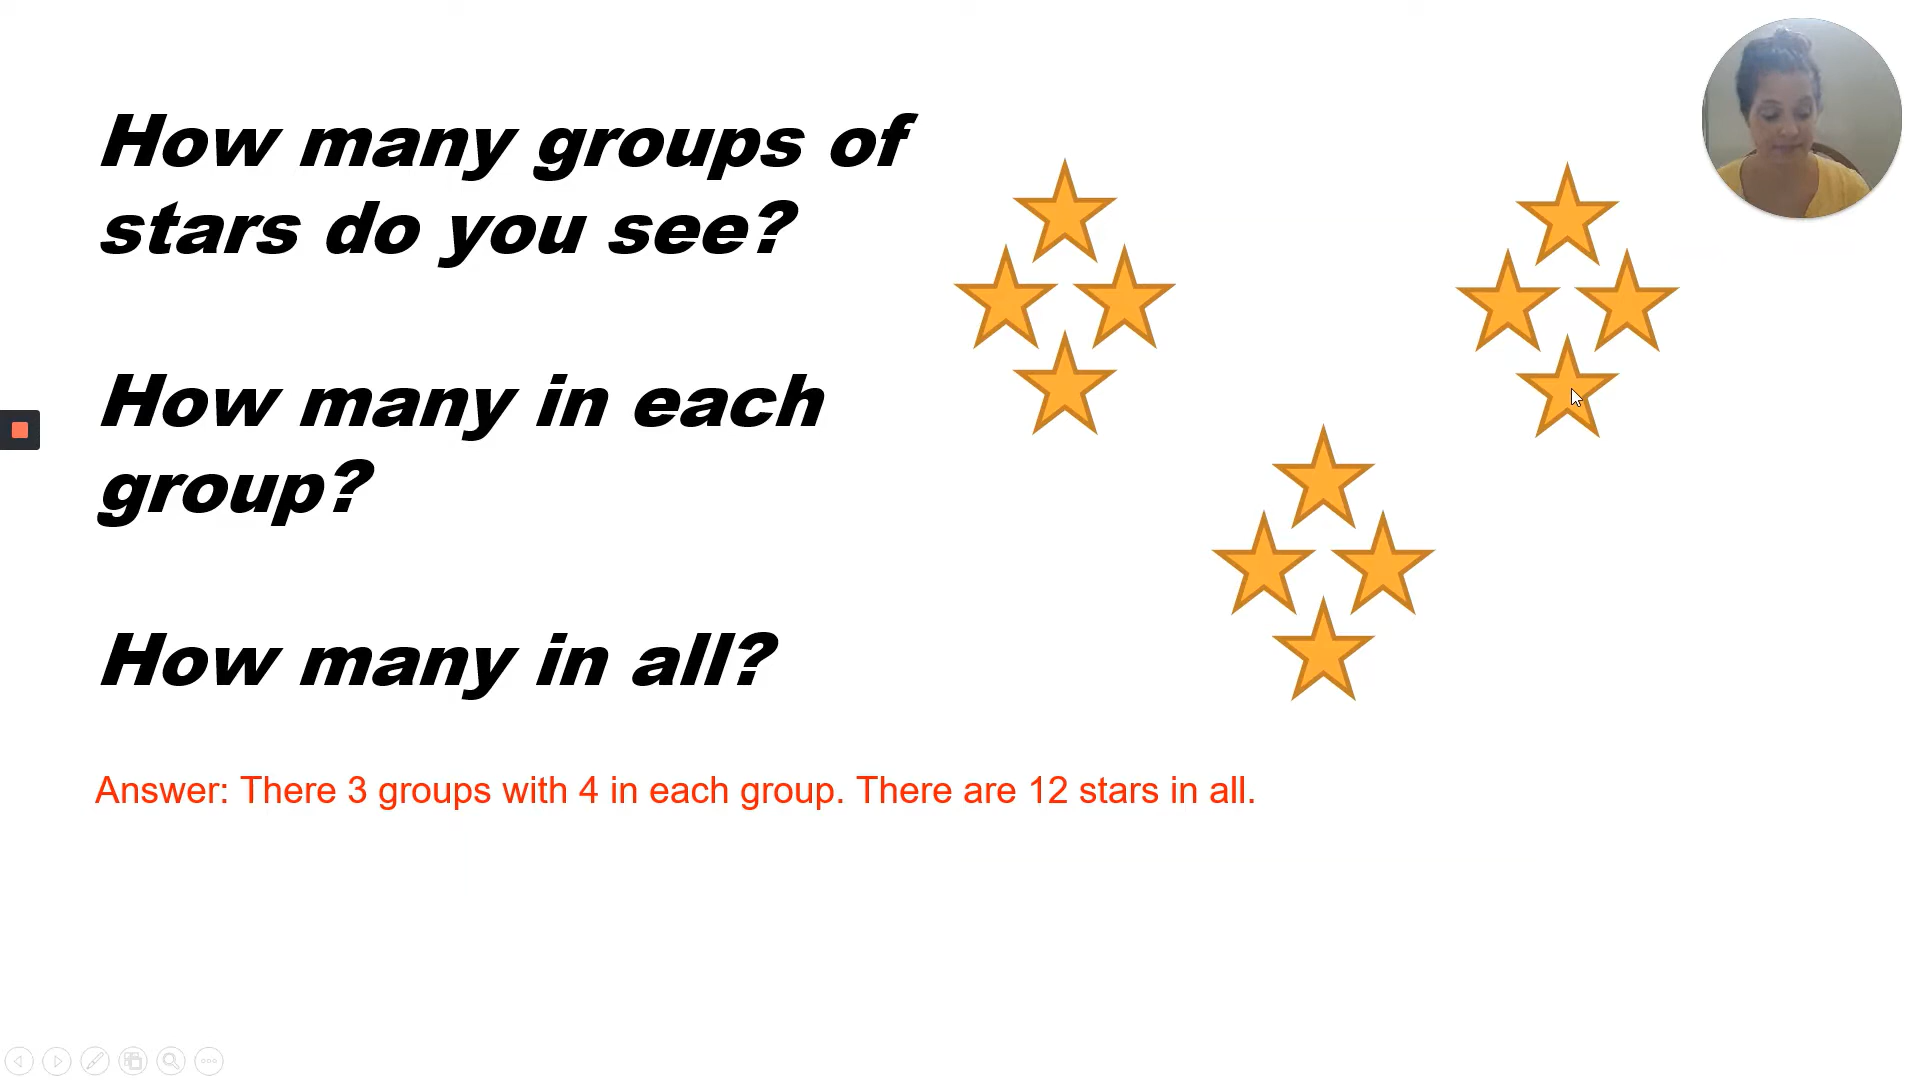 How many groups of
stars do you see?
How many in each
group?
How many in all?
Answer: There 3 groups with 4 in each group. There are 12 stars in all.